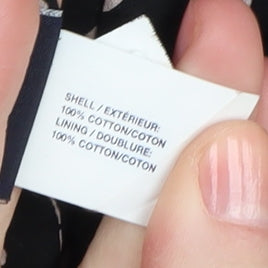 SHELL / EXTÉRIEUR:
100% COTTON/COTON
LINING / DOUBLURE:
100% COTTON/COTON